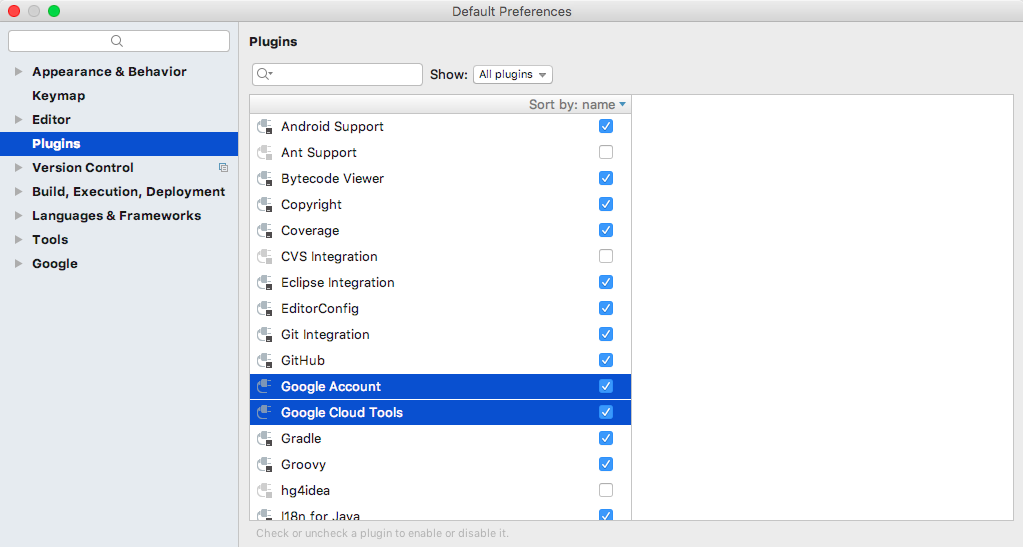 Default Preferences
Appearance & Behavior
Keymap
Editor
Plugins
Version Control
Build, Execution, Deployment
Languages & Frameworks
Tools
Google
Plugins
Show: All plugins
Sort by: name
Android Support
Ant Support
Bytecode Viewer
Copyright
Coverage
CVS Integration
Eclipse Integration
EditorConfig
Git Integration
GitHub
Google Account
Google Cloud Tools
Gradle
Groovy
hg4idea
I18n for Java
Check or uncheck a plugin to enable or disable it.